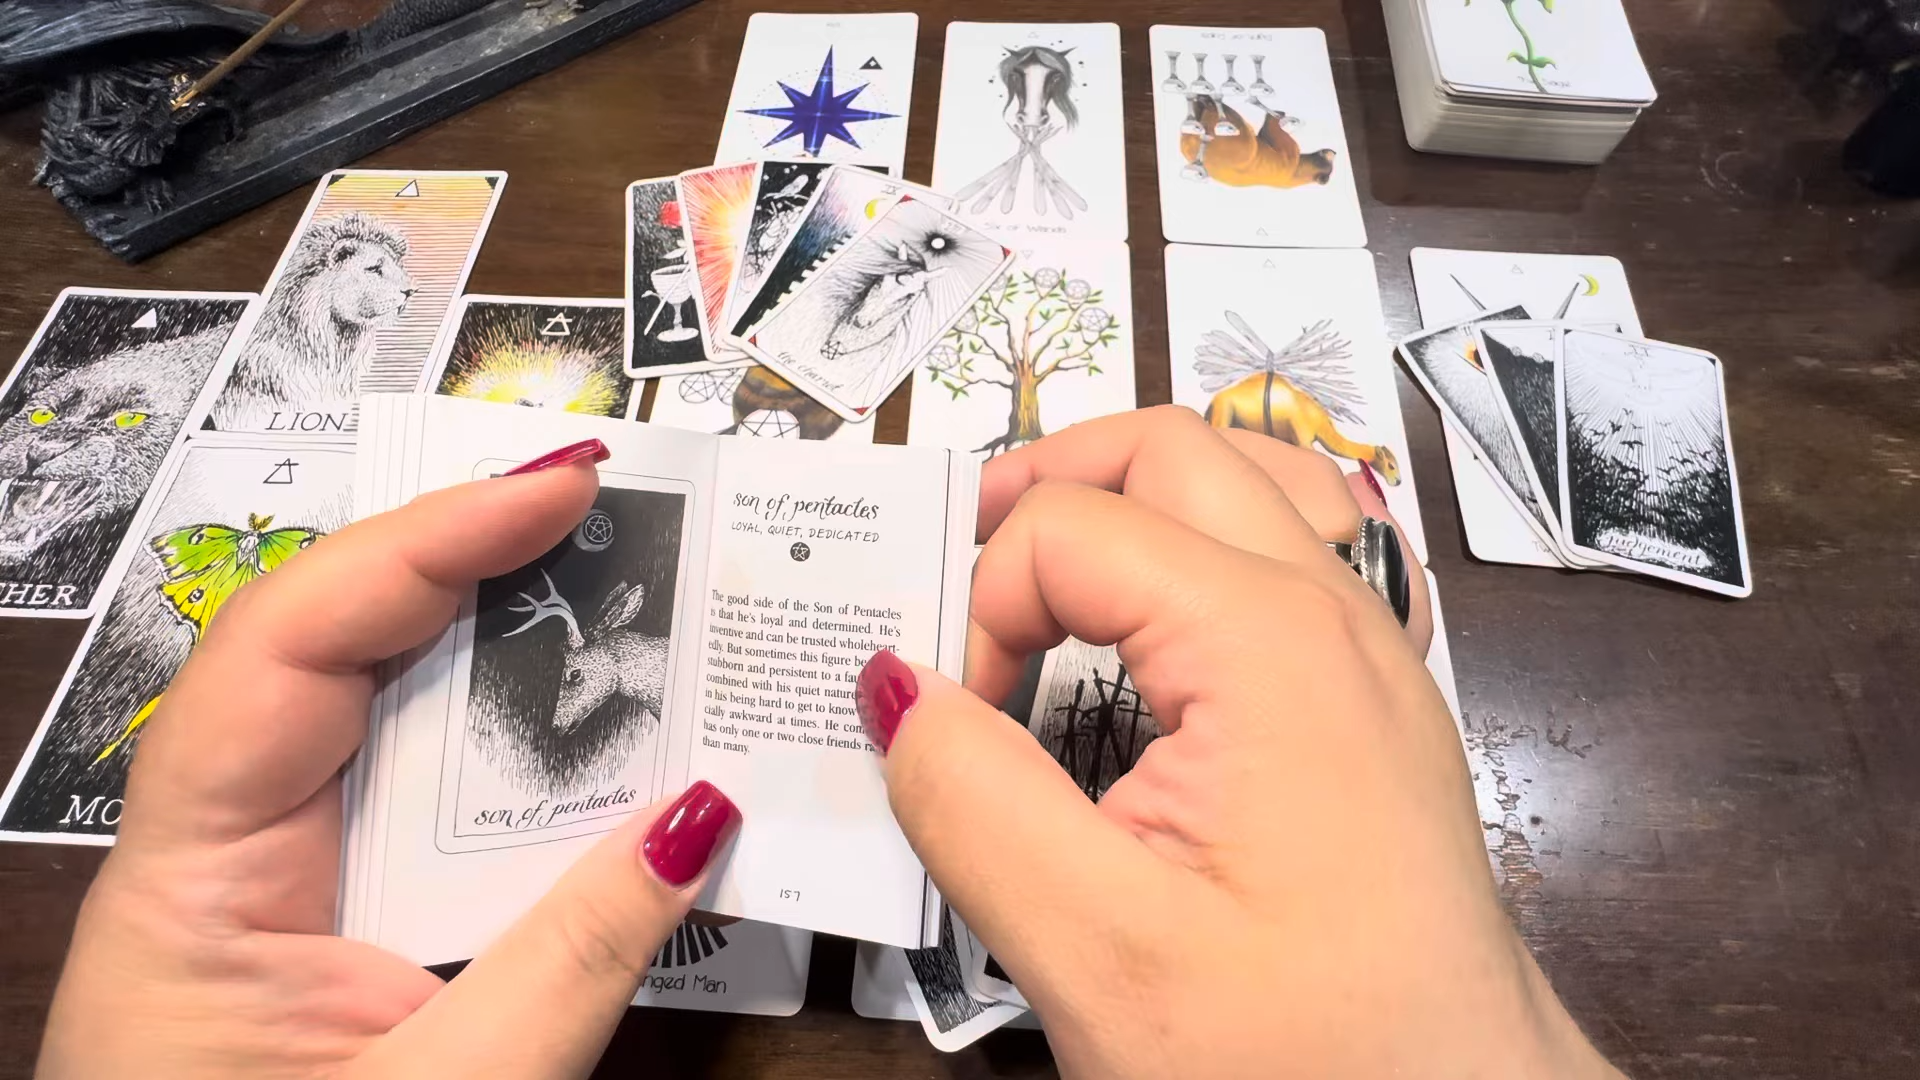 Six of Wands
LION
the chariot
judgement
HER
MO
son of pentacles
son of pentacles
LOYAL, QUIET, DEDICATED
The good side of the Son of Pentacles
is that he's loyal and determined. He's
inventive and can be trusted wholeheart-
edly. But sometimes this figure be
stubborn and persistent to a fau
combined with his quiet nature
in his being hard to get to know
cially awkward at times. He com
has only one or two close friends ra
than many.
157
nged Man